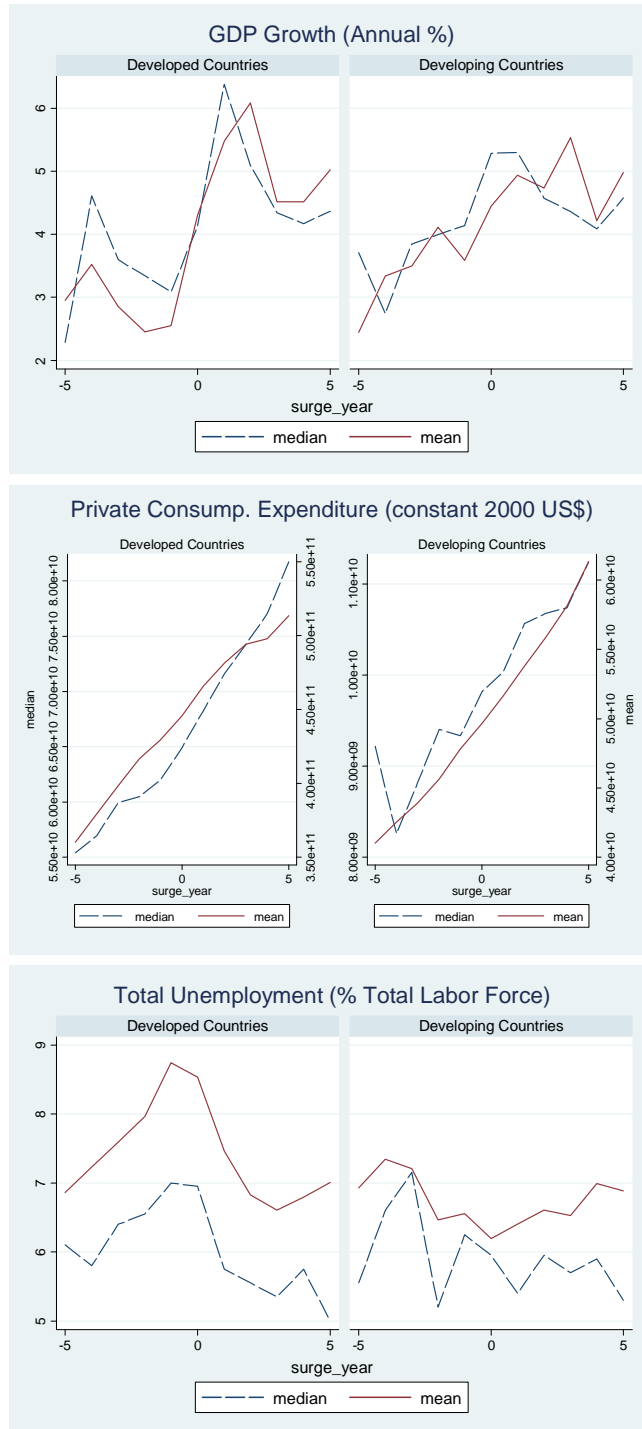 GDP Growth (Annual %)
Developed Countries
Developing Countries
6
5
4
3
2
-5
0
5
-5
0
5
surge_year
median
mean
Private Consump. Expenditure (constant 2000 US$)
Developed Countries
Developing Countries
median
5.50e+10 6.00e+10 6.50e+10 7.00e+10 7.50e+10 8.00e+10
3.50e+11 4.00e+11 4.50e+11 5.00e+11 5.50e+11
8.00e+09 9.00e+09 1.00e+10 1.10e+10
4.00e+10 4.50e+10 5.00e+10 5.50e+10 6.00e+10
mean
-5
0
5
-5
0
5
surge_year
surge_year
median
mean
median
mean
Total Unemployment (% Total Labor Force)
Developed Countries
Developing Countries
9
8
7
6
5
-5
0
5
-5
0
5
surge_year
median
mean